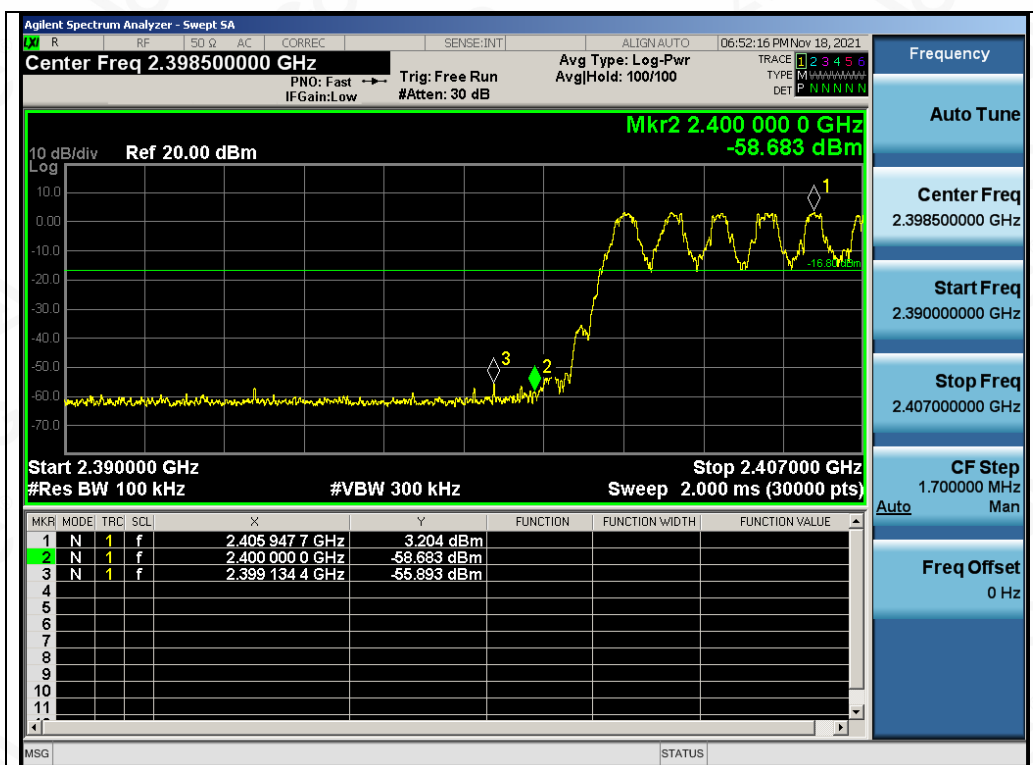 Agilent Spectrum Analyzer - Swept SA
LXI R RF 50 Ω AC CORREC SENSE:INT ALIGN AUTO 06:52:16 PM Nov 18, 2021
Center Freq 2.398500000 GHz
PNO: Fast
IFGain:Low
Trig: Free Run
#Atten: 30 dB
Avg Type: Log-Pwr
Avg|Hold: 100/100
TRACE 1 2 3 4 5 6
TYPE M
DET P N N N N N
Mkr2 2.400 000 0 GHz
-58.683 dBm
10 dB/div Ref 20.00 dBm
Log
10.0
0.00
-10.0
-20.0
-30.0
-40.0
-50.0
-60.0
-70.0
1
-16.80 dBm
3
2
Start 2.390000 GHz Stop 2.407000 GHz
#Res BW 100 kHz #VBW 300 kHz Sweep 2.000 ms (30000 pts)
MKR MODE TRC SCL X Y FUNCTION FUNCTION WIDTH FUNCTION VALUE
1 N 1 f 2.405 947 7 GHz 3.204 dBm
2 N 1 f 2.400 000 0 GHz -58.683 dBm
3 N 1 f 2.399 134 4 GHz -55.893 dBm
4
5
6
7
8
9
10
11
MSG STATUS
Frequency
Auto Tune
Center Freq
2.398500000 GHz
Start Freq
2.390000000 GHz
Stop Freq
2.407000000 GHz
CF Step
1.700000 MHz
Auto Man
Freq Offset
0 Hz